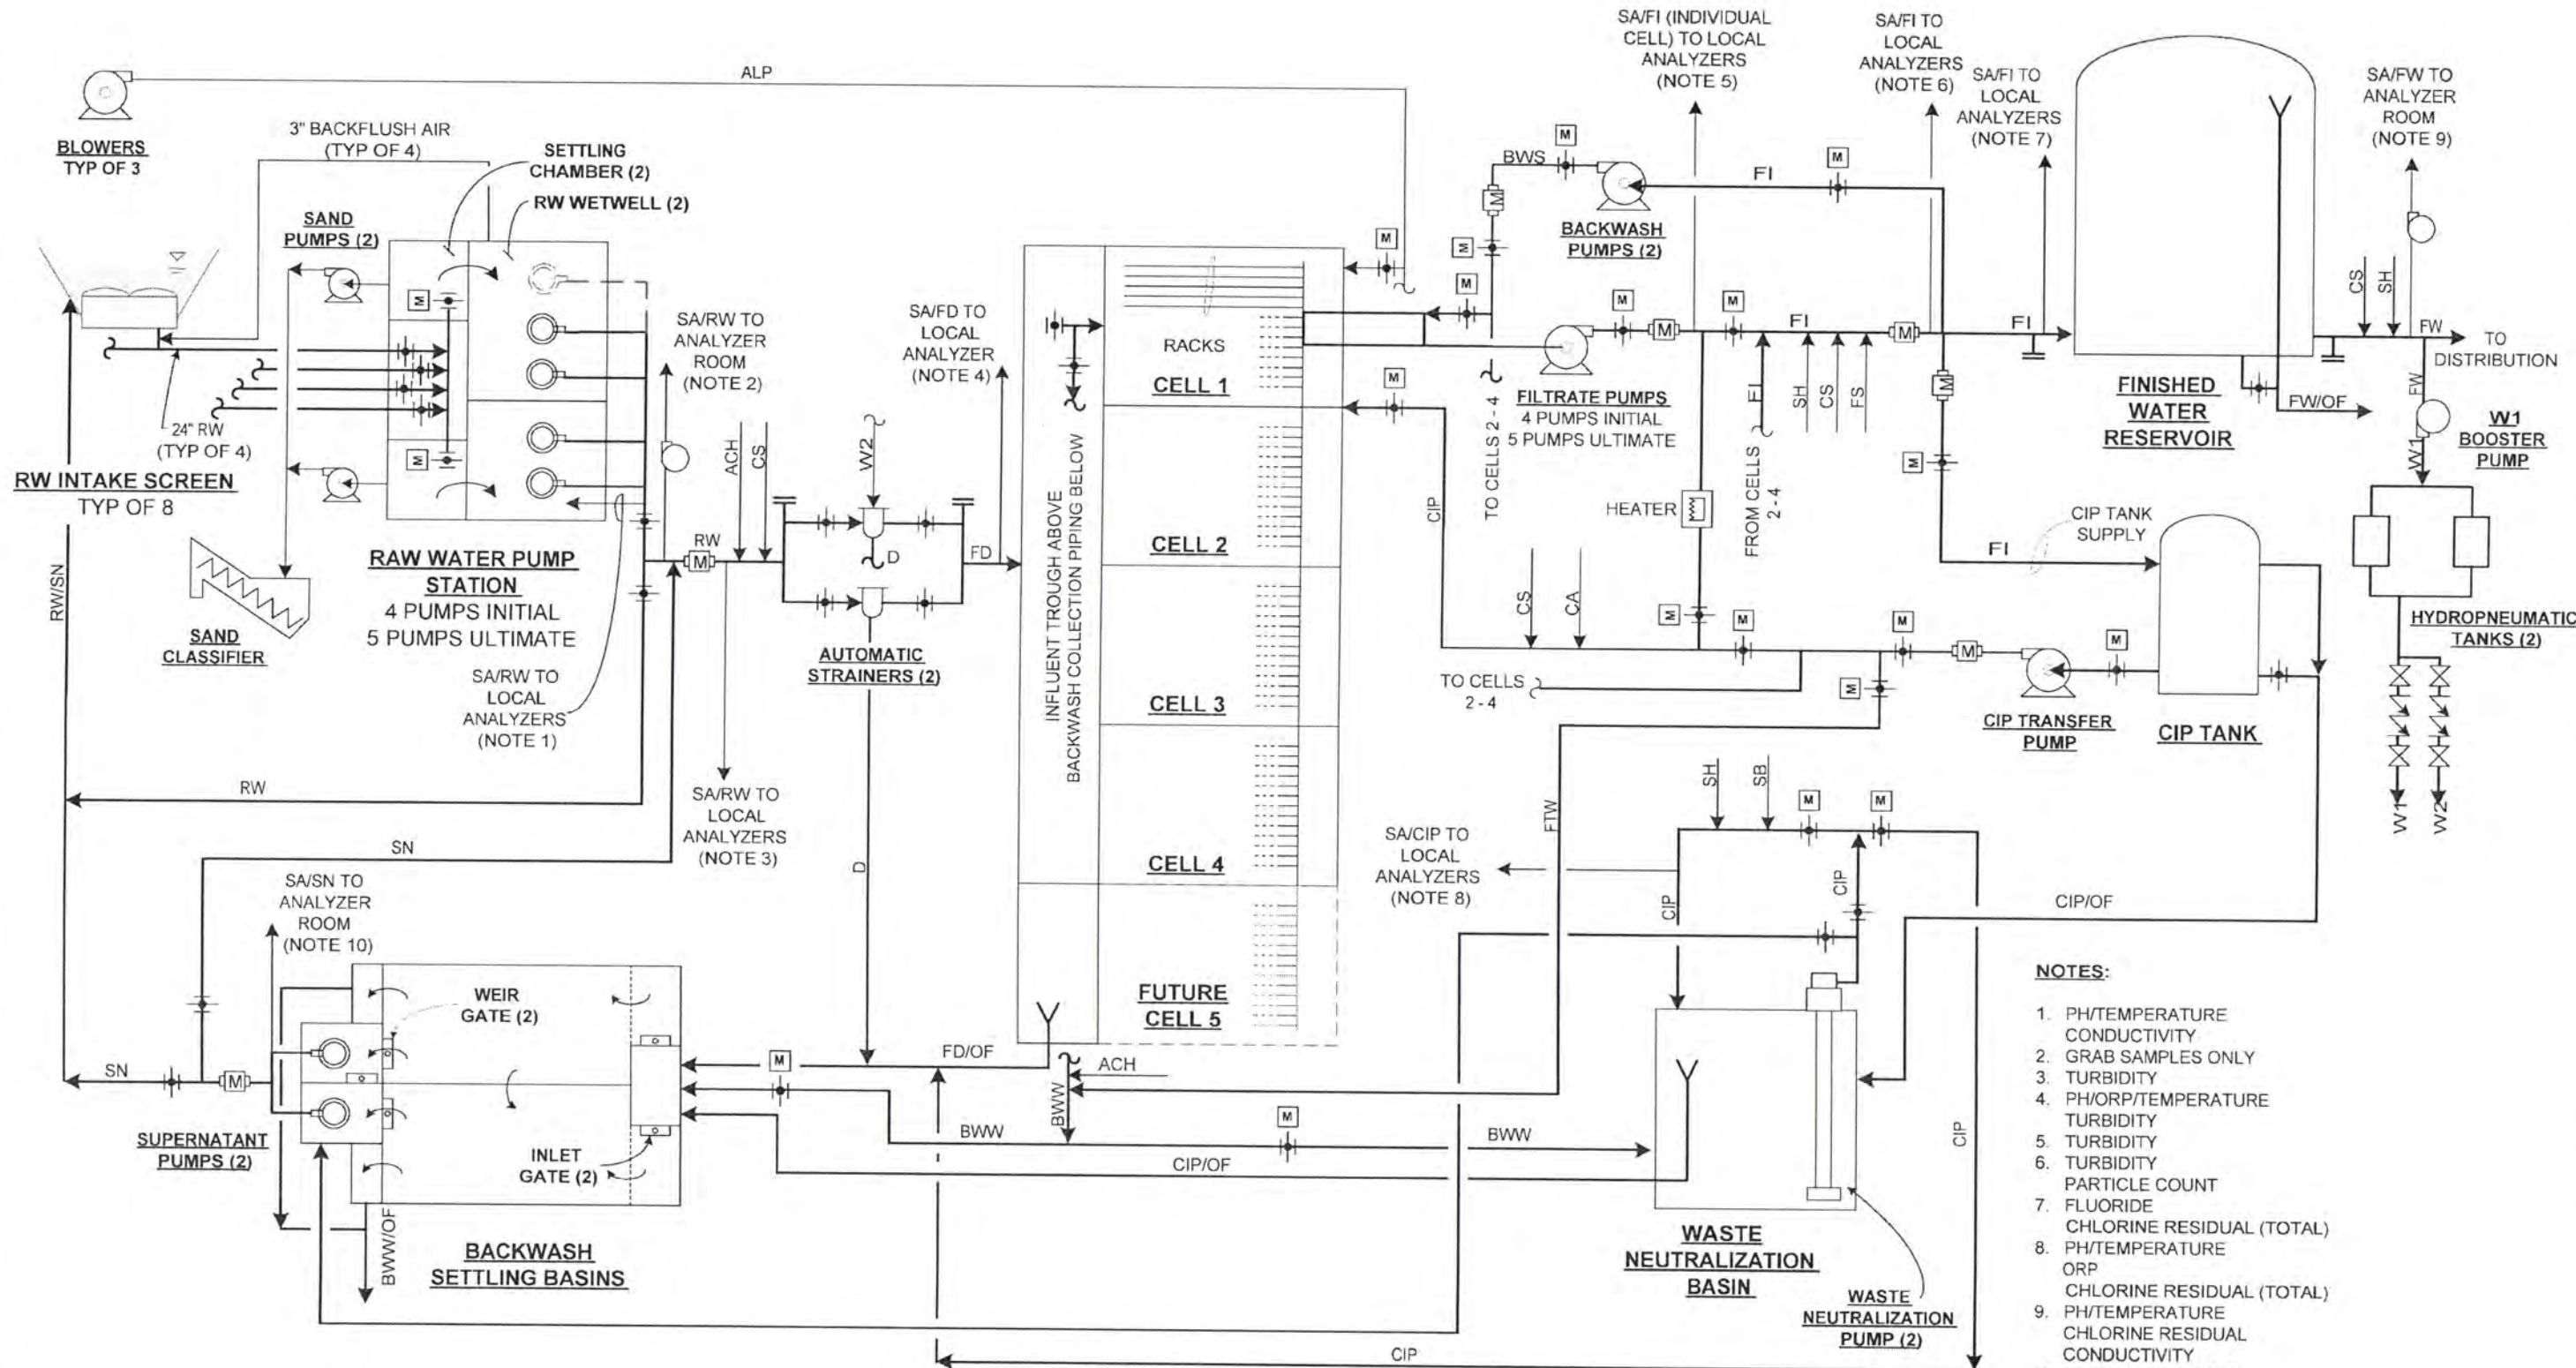 BLOWERS
TYP OF 3
ALP
3" BACKFLUSH AIR
(TYP OF 4)
SETTLING
CHAMBER (2)
RW WETWELL (2)
SAND
PUMPS (2)
M
M
24" RW
(TYP OF 4)
RW INTAKE SCREEN
TYP OF 8
RW/SN
SAND
CLASSIFIER
RAW WATER PUMP
STATION
4 PUMPS INITIAL
5 PUMPS ULTIMATE
SA/RW TO
LOCAL
ANALYZERS
(NOTE 1)
SA/RW TO
ANALYZER
ROOM
(NOTE 2)
RW
M
ACH
CS
SA/RW TO
LOCAL
ANALYZERS
(NOTE 3)
W2
D
AUTOMATIC
STRAINERS (2)
D
SA/FD TO
LOCAL
ANALYZER
(NOTE 4)
FD
RW
SN
INFLUENT TROUGH ABOVE
BACKWASH COLLECTION PIPING BELOW
RACKS
CELL 1
CELL 2
CELL 3
CELL 4
FUTURE
CELL 5
M
M
M
M
M
BWS
M
BACKWASH
PUMPS (2)
FI
M
SA/FI (INDIVIDUAL
CELL) TO LOCAL
ANALYZERS
(NOTE 5)
SA/FI TO
LOCAL
ANALYZERS
(NOTE 6)
SA/FI TO
LOCAL
ANALYZERS
(NOTE 7)
FILTRATE PUMPS
4 PUMPS INITIAL
5 PUMPS ULTIMATE
M
M
M
FI
M
FI
FI
SH
CS
FS
FROM CELLS
2 - 4
TO CELLS 2 - 4
CIP
HEATER
M
M
FINISHED
WATER
RESERVOIR
FW/OF
SA/FW TO
ANALYZER
ROOM
(NOTE 9)
CS
SH
FW
TO
DISTRIBUTION
FW
W1
BOOSTER
PUMP
W1
HYDROPNEUMATIC
TANKS (2)
W1
W2
CIP TANK
SUPPLY
FI
CIP TANK
CS
CA
M
M
M
M
M
M
CIP TRANSFER
PUMP
TO CELLS
2 - 4
FTW
SH
SB
M
M
SA/CIP TO
LOCAL
ANALYZERS
(NOTE 8)
CIP
CIP
CIP/OF
CIP
WASTE
NEUTRALIZATION
BASIN
WASTE
NEUTRALIZATION
PUMP (2)
SA/SN TO
ANALYZER
ROOM
(NOTE 10)
WEIR
GATE (2)
SN
M
SUPERNATANT
PUMPS (2)
INLET
GATE (2)
BWW/OF
BACKWASH
SETTLING BASINS
FD/OF
M
BWW
ACH
BWW
M
BWW
CIP/OF
CIP
NOTES:
1. PH/TEMPERATURE
CONDUCTIVITY
2. GRAB SAMPLES ONLY
3. TURBIDITY
4. PH/ORP/TEMPERATURE
TURBIDITY
5. TURBIDITY
6. TURBIDITY
PARTICLE COUNT
7. FLUORIDE
CHLORINE RESIDUAL (TOTAL)
8. PH/TEMPERATURE
ORP
CHLORINE RESIDUAL (TOTAL)
9. PH/TEMPERATURE
CHLORINE RESIDUAL
CONDUCTIVITY